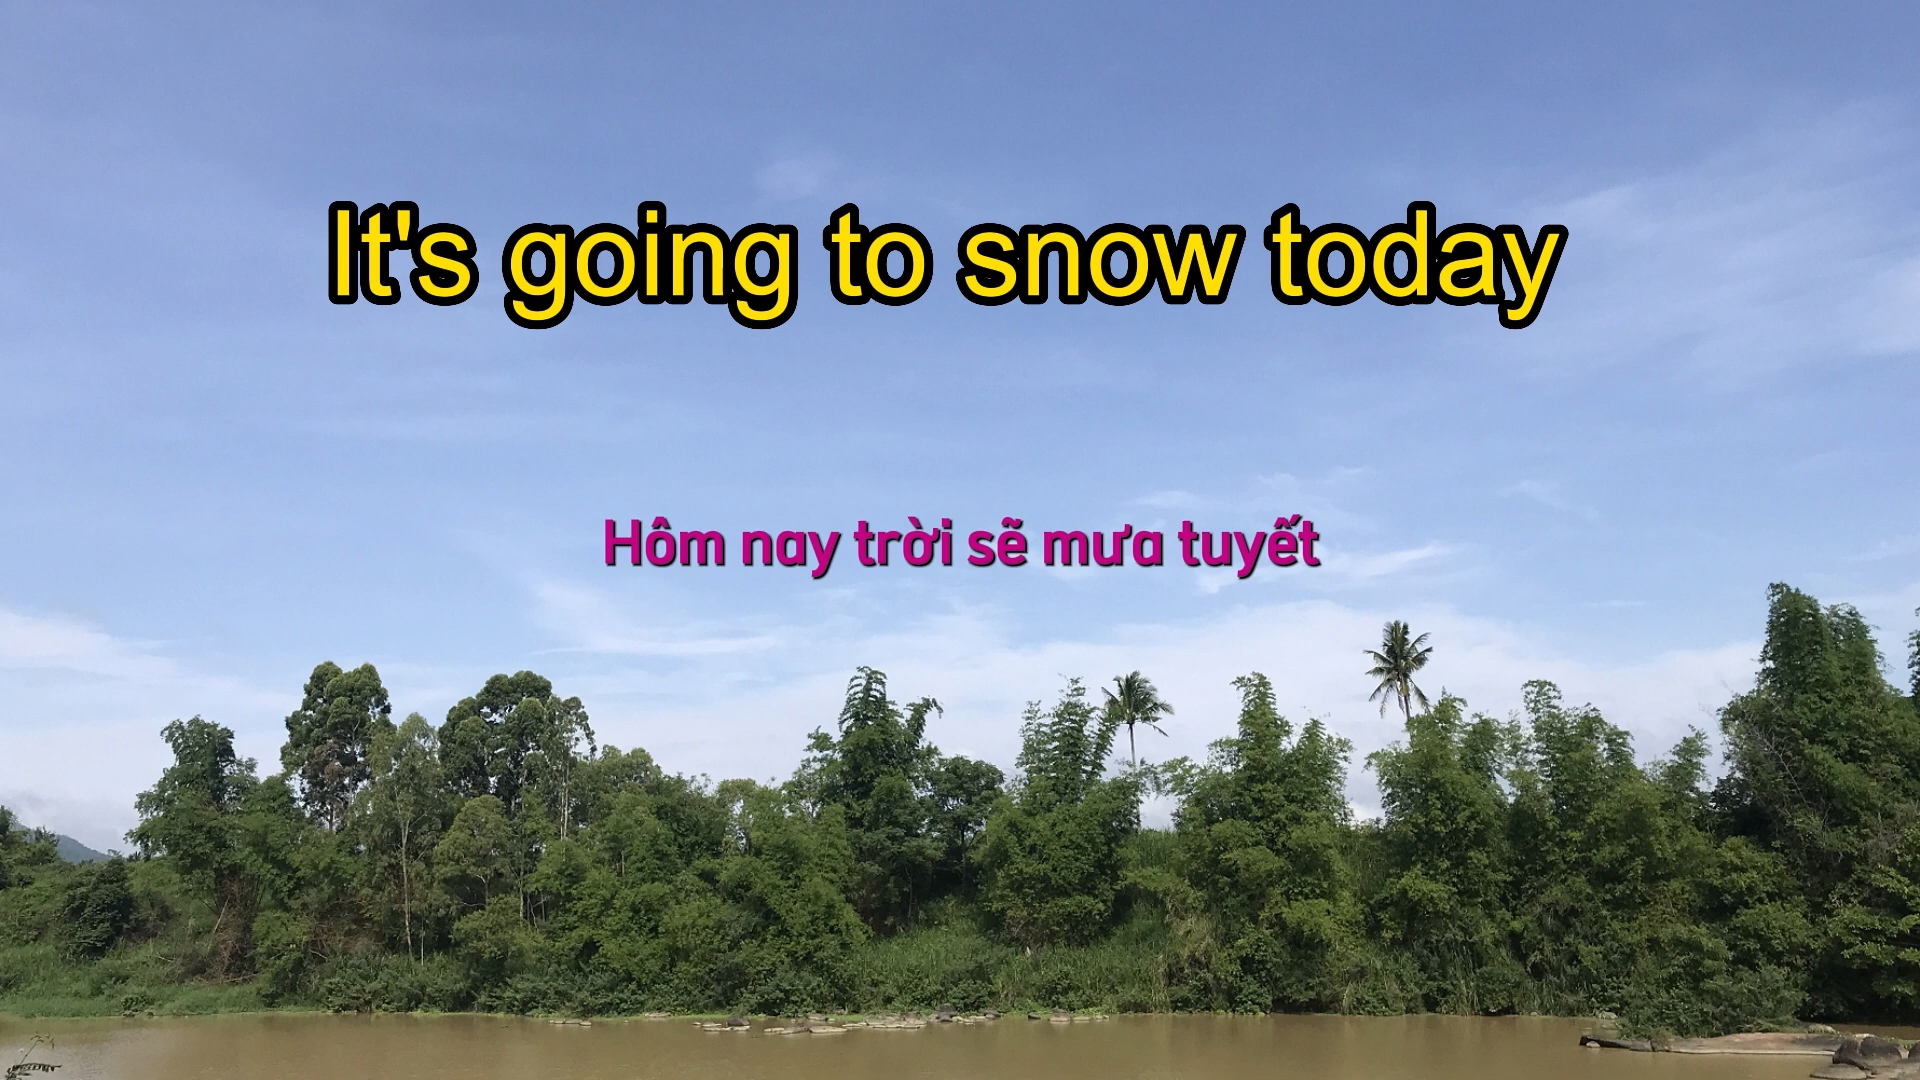 It's going to snow today
Hôm nay trời sẽ mưa tuyết